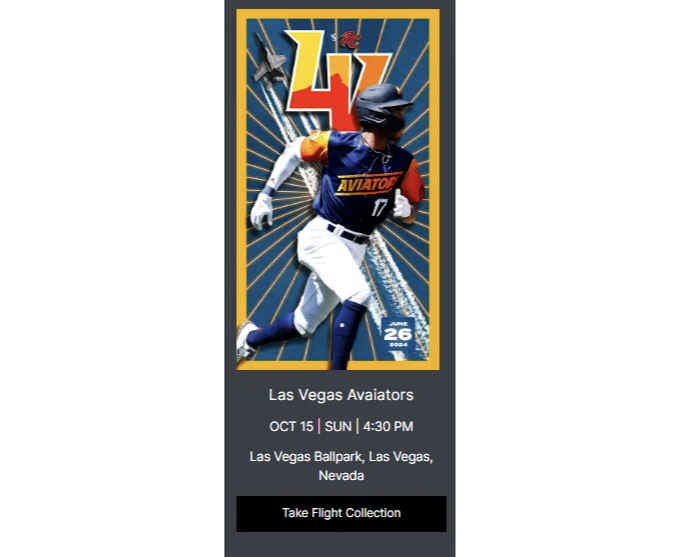 LV
AVIATOR
17
JUNE
26
2024
Las Vegas Avaiators
OCT 15 | SUN | 4:30 PM
Las Vegas Ballpark, Las Vegas,
Nevada
Take Flight Collection